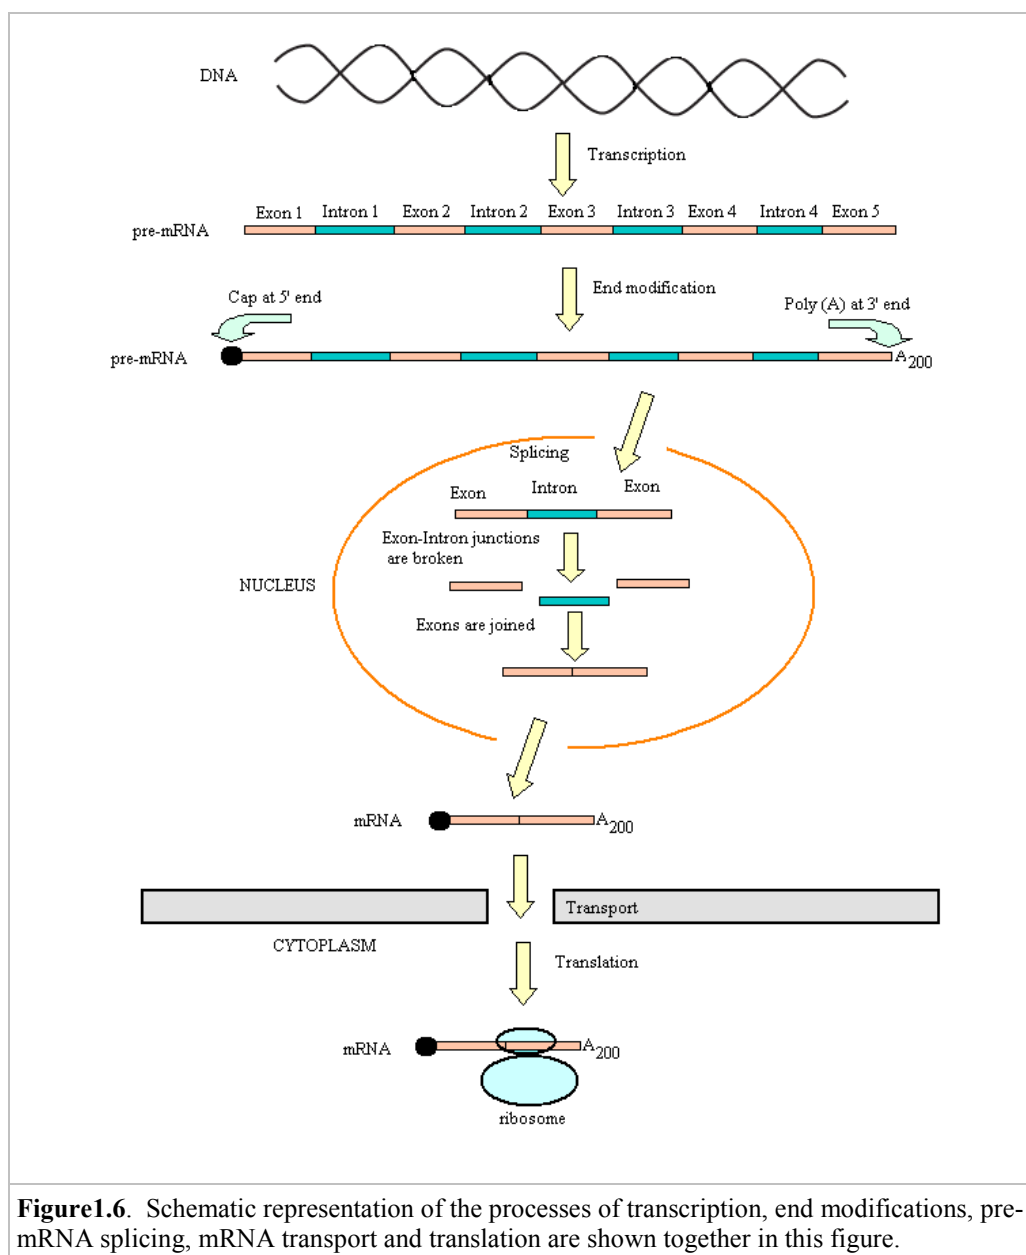 DNA
Transcription
Exon 1 Intron 1 Exon 2 Intron 2 Exon 3 Intron 3 Exon 4 Intron 4 Exon 5
pre-mRNA
End modification
Cap at 5' end
Poly (A) at 3' end
pre-mRNA
A200
Splicing
Exon Intron Exon
Exon-Intron junctions
are broken
NUCLEUS
Exons are joined
mRNA
A200
Transport
CYTOPLASM
Translation
mRNA
A200
ribosome
Figure1.6. Schematic representation of the processes of transcription, end modifications, pre-
mRNA splicing, mRNA transport and translation are shown together in this figure.